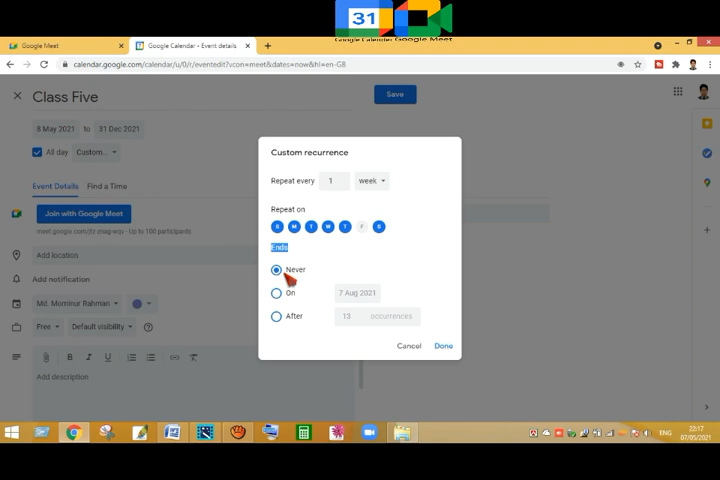 31
Google Calendar Google Meet
Google Meet
Google Calendar - Event details
calendar.google.com/calendar/u/0/r/eventedit?vcon=meet&dates=now&hl=en-GB
Class Five
Save
8 May 2021 to 31 Dec 2021
All day Custom...
Event Details Find a Time
Join with Google Meet
Up to 100 participants
Add location
Add notification
Md. Mominur Rahman
Free Default visibility
B I U
Add description
Custom recurrence
Repeat every 1 week
Repeat on
S M T W T F S
Ends
Never
On 7 Aug 2021
After 13 occurrences
Cancel Done
ENG
22:17
07/05/2021